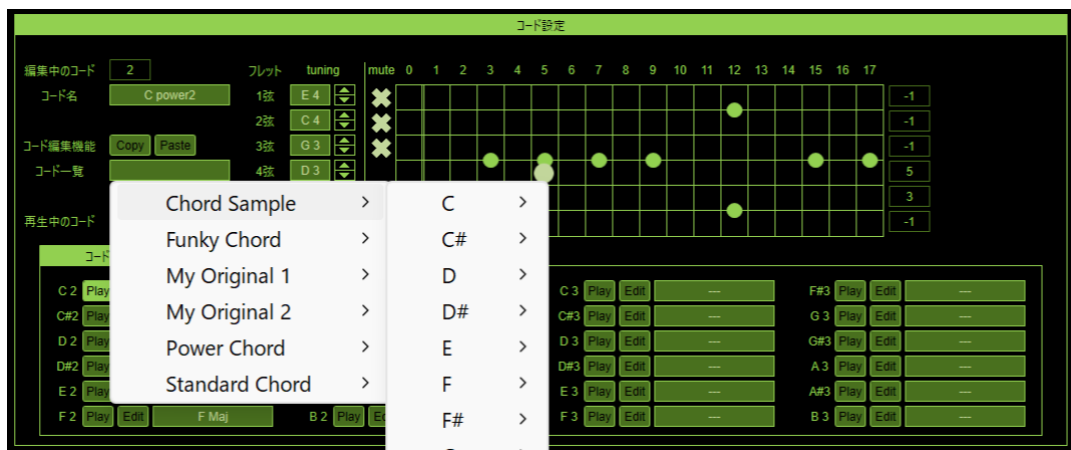 コード設定
編集中のコード 2 フレット tuning mute 0 1 2 3 4 5 6 7 8 9 10 11 12 13 14 15 16 17
コード名 C power2 1弦 E 4 -1
2弦 C 4 -1
コード編集機能 Copy Paste 3弦 G 3 -1
コード一覧 4弦 D 3 5
3
再生中のコード -1
Chord Sample > C >
Funky Chord > C# >
My Original 1 > D >
My Original 2 > D# >
Power Chord > E >
Standard Chord > F >
F# >
コード
C 2 Play C 3 Play Edit --- F#3 Play Edit ---
C#2 Play C#3 Play Edit --- G 3 Play Edit ---
D 2 Play D 3 Play Edit --- G#3 Play Edit ---
D#2 Play D#3 Play Edit --- A 3 Play Edit ---
E 2 Play E 3 Play Edit --- A#3 Play Edit ---
F 2 Play Edit F Maj B 2 Play F 3 Play Edit --- B 3 Play Edit ---